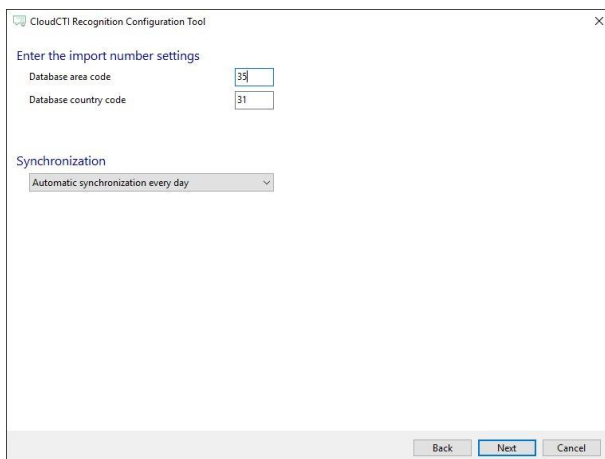 CloudCTI Recognition Configuration Tool
Enter the import number settings
Database area code 35
Database country code 31
Synchronization
Automatic synchronization every day
Back Next Cancel